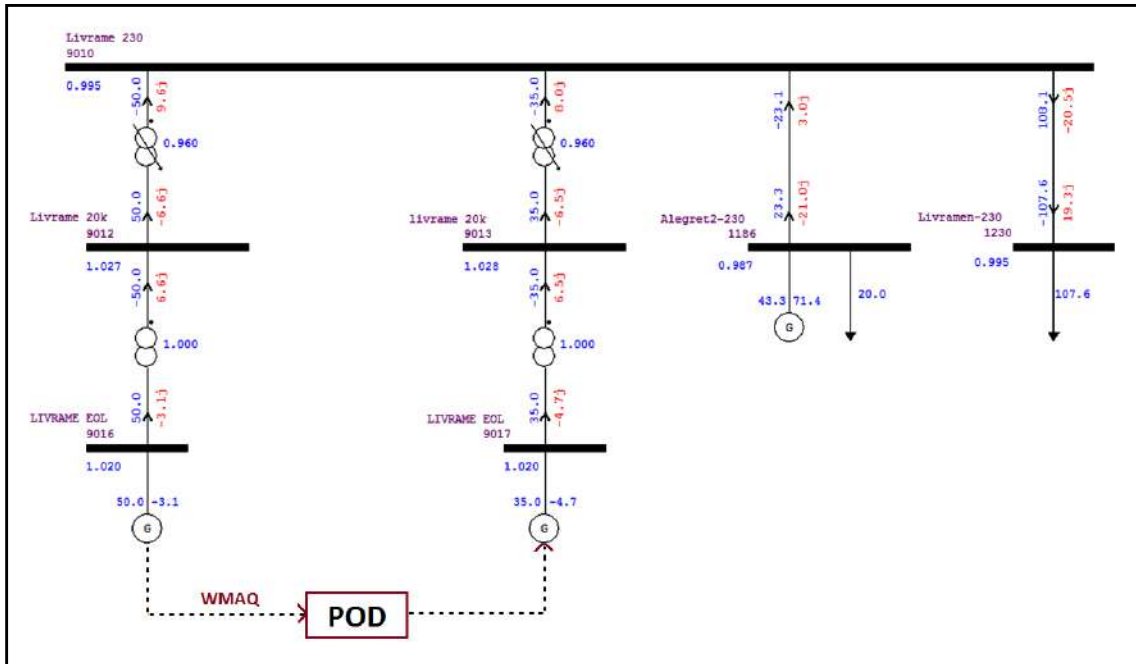 Livrame 230
9010
0.995
-50.0
9.6j
0.960
50.0
-6.6j
Livrame 20k
9012
1.027
-50.0
6.6j
1.000
50.0
-3.1j
LIVRAME EOL
9016
1.020
50.0 -3.1
G
-35.0
8.0j
0.960
35.0
-6.5j
livrame 20k
9013
1.028
-35.0
6.5j
1.000
35.0
-4.7j
LIVRAME EOL
9017
1.020
35.0 -4.7
G
-23.1
3.0j
23.3
-21.0j
Alegret2-230
1186
0.987
43.3 71.4
20.0
G
108.1
-20.5j
-107.6
19.3j
Livramen-230
1230
0.995
107.6
WMAQ
POD